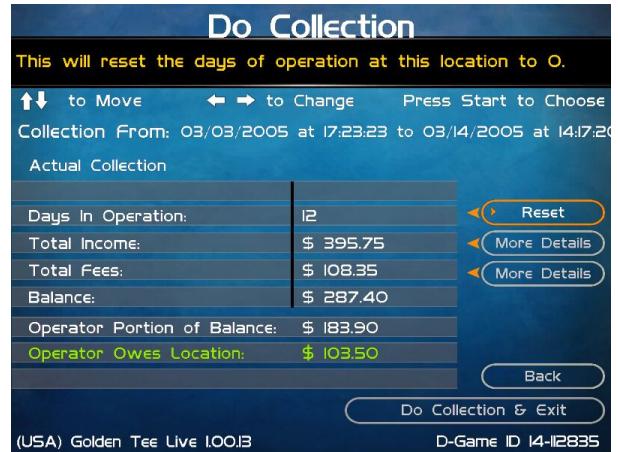 Do Collection
This will reset the days of operation at this location to 0.
to Move to Change Press Start to Choose
Collection From: 03/03/2005 at 17:23:23 to 03/14/2005 at 14:17:20
Actual Collection
Days In Operation: 12 Reset
Total Income: $ 395.75 More Details
Total Fees: $ 108.35 More Details
Balance: $ 287.40
Operator Portion of Balance: $ 183.90
Operator Owes Location: $ 103.50
Back
Do Collection & Exit
(USA) Golden Tee Live 1.00.13 D-Game ID 14-112835